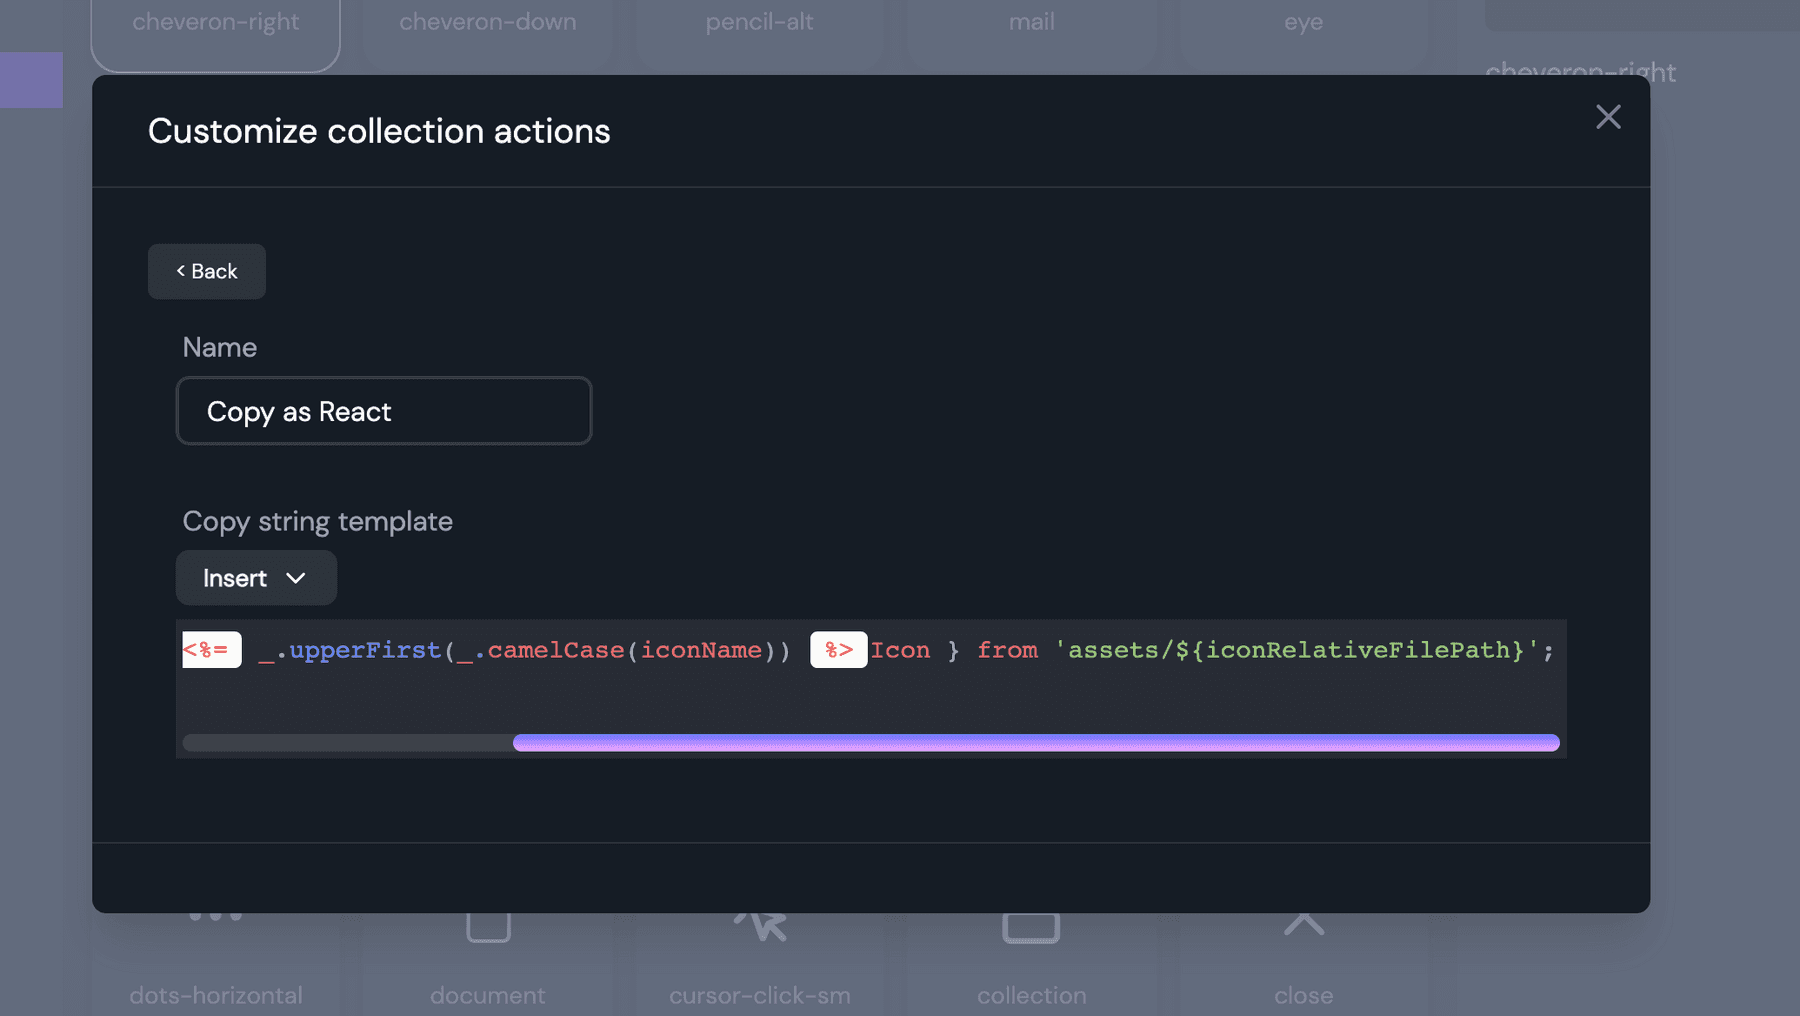 cheveron-right cheveron-down pencil-alt mail eye
cheveron-right
Customize collection actions
< Back
Name
Copy as React
Copy string template
Insert
<%= _.upperFirst(_.camelCase(iconName)) %>Icon } from 'assets/${iconRelativeFilePath}';
dots-horizontal document cursor-click-sm collection close